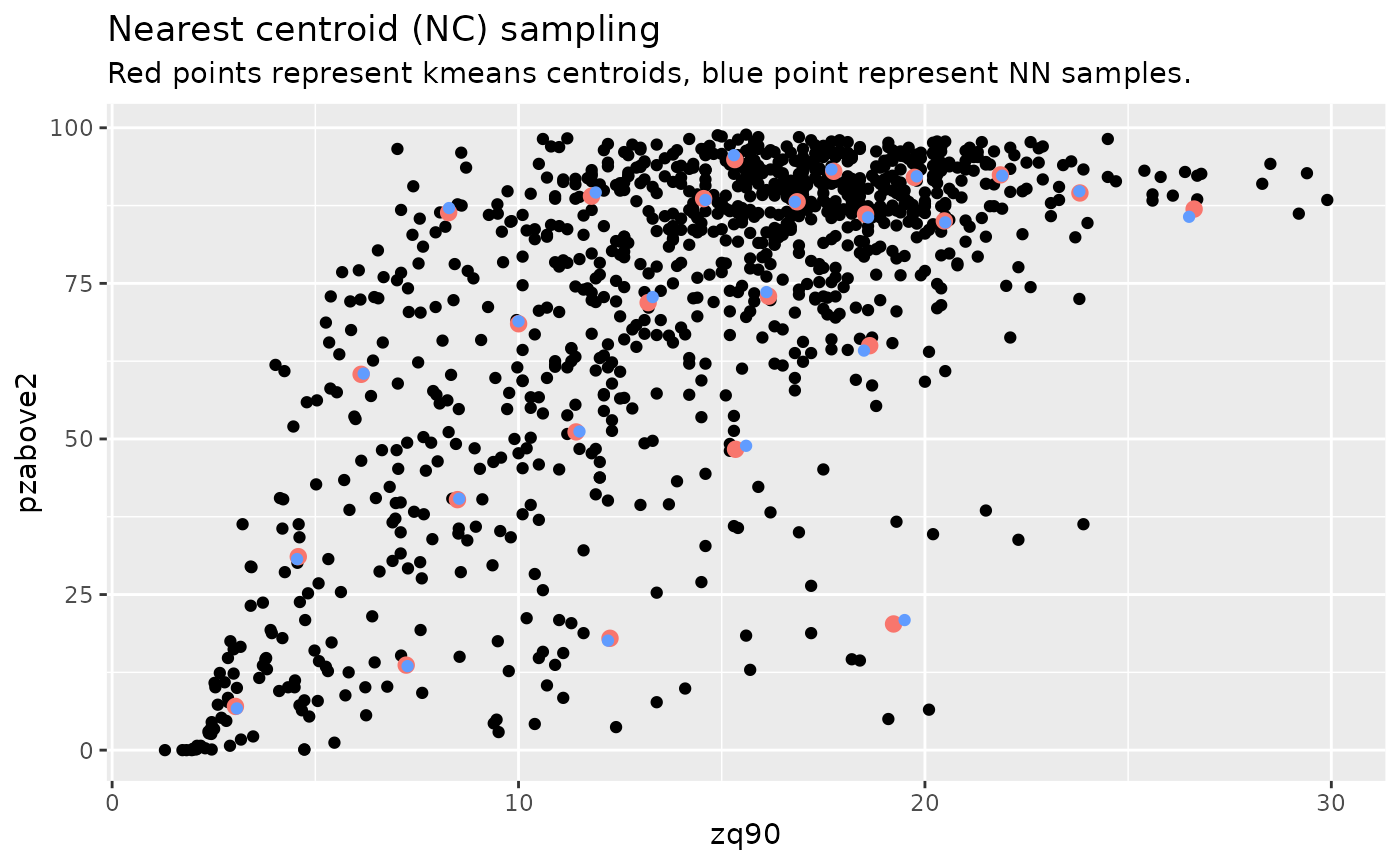 Nearest centroid (NC) sampling
Red points represent kmeans centroids, blue point represent NN samples.
100
75
50
25
0
pzabove2
0 10 20 30
zq90